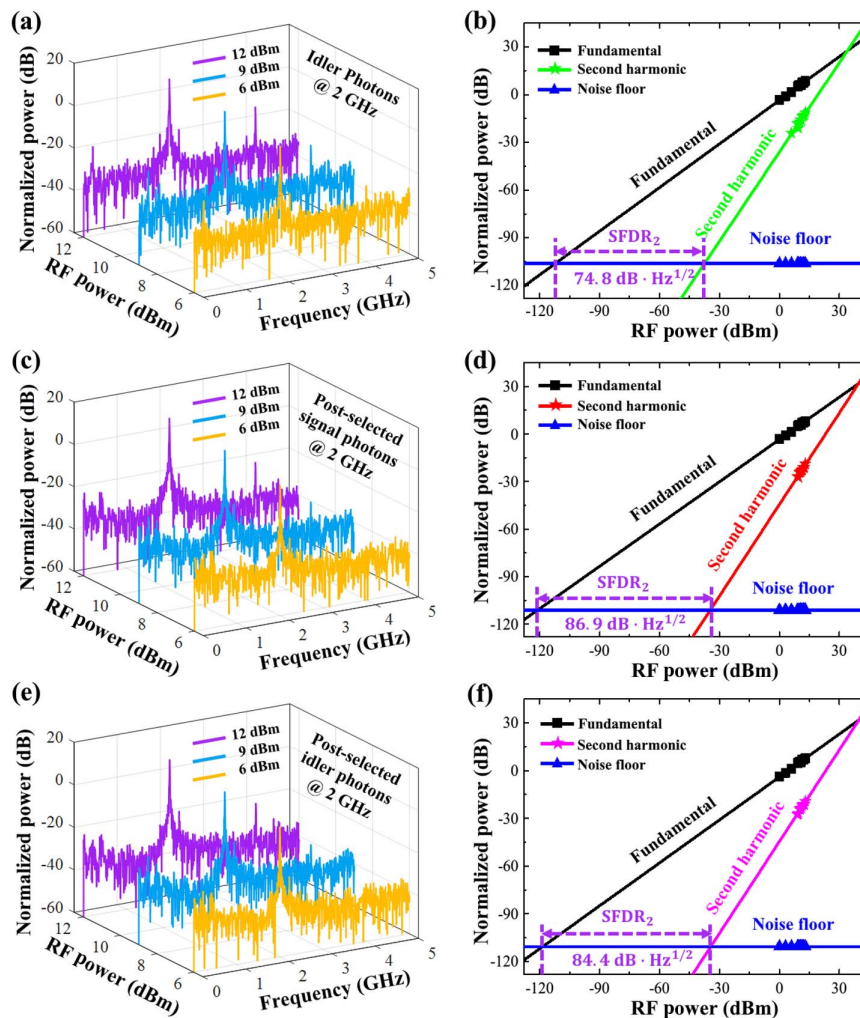 (a)
Normalized power (dB)
20
0
-20
-40
-60
12 dBm
9 dBm
6 dBm
Idler Photons
@ 2 GHz
12
10
8
6
RF power (dBm)
0
1
2
3
4
5
Frequency (GHz)
(b)
Normalized power (dB)
30
0
-30
-60
-90
-120
Fundamental
Second harmonic
Noise floor
Fundamental
Second harmonic
SFDR₂
Noise floor
74.8 dB · Hz^{1/2}
-120
-90
-60
-30
0
30
RF power (dBm)
(c)
Normalized power (dB)
20
0
-20
-40
-60
12 dBm
9 dBm
6 dBm
Post-selected
signal photons
@ 2 GHz
12
10
8
6
RF power (dBm)
0
1
2
3
4
5
Frequency (GHz)
(d)
Normalized power (dB)
30
0
-30
-60
-90
-120
Fundamental
Second harmonic
Noise floor
Fundamental
Second harmonic
SFDR₂
Noise floor
86.9 dB · Hz^{1/2}
-120
-90
-60
-30
0
30
RF power (dBm)
(e)
Normalized power (dB)
20
0
-20
-40
-60
12 dBm
9 dBm
6 dBm
Post-selected
idler photons
@ 2 GHz
12
10
8
6
RF power (dBm)
0
1
2
3
4
5
Frequency (GHz)
(f)
Normalized power (dB)
30
0
-30
-60
-90
-120
Fundamental
Second harmonic
Noise floor
Fundamental
Second harmonic
SFDR₂
Noise floor
84.4 dB · Hz^{1/2}
-120
-90
-60
-30
0
30
RF power (dBm)